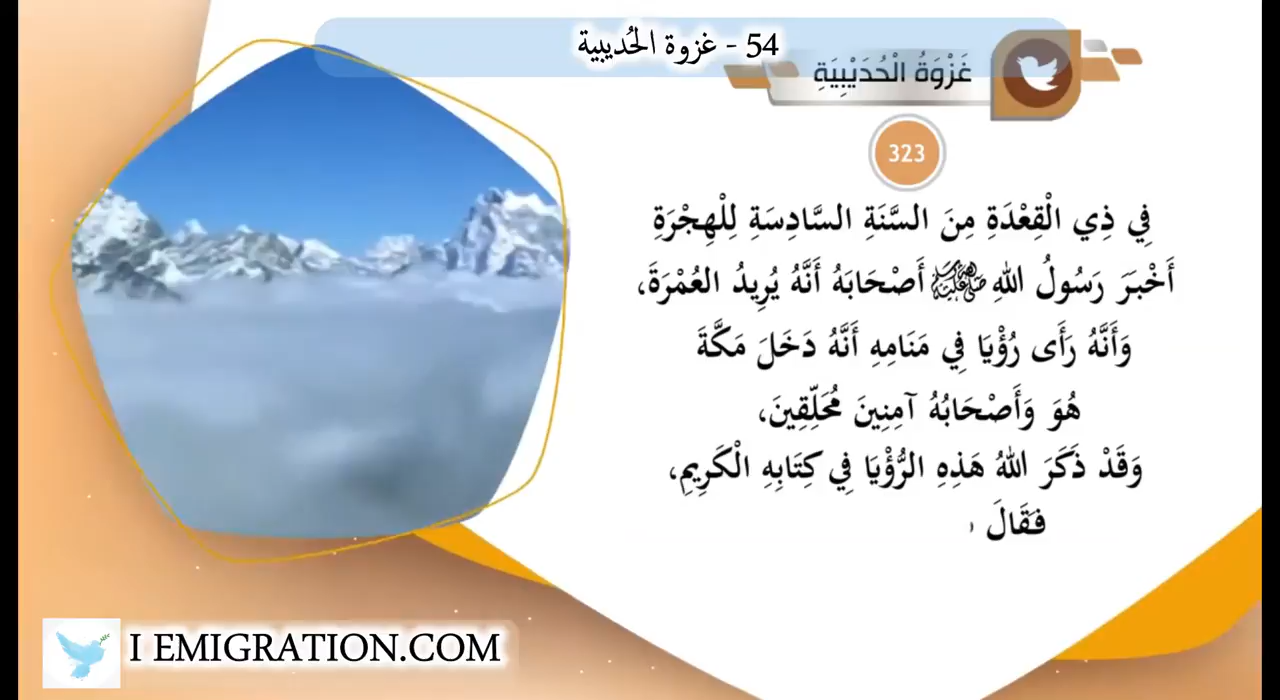 54 - غزوة الحُديبية
غَزْوَةُ الْحُدَيْبِيَةِ
323
فِي ذِي الْقِعْدَةِ مِنَ السَّنَةِ السَّادِسَةِ لِلْهِجْرَةِ
أَخْبَرَ رَسُولُ اللهِ ﷺ أَصْحَابَهُ أَنَّهُ يُرِيدُ العُمْرَةَ،
وَأَنَّهُ رَأَى رُؤْيَا فِي مَنَامِهِ أَنَّهُ دَخَلَ مَكَّةَ
هُوَ وَأَصْحَابُهُ آمِنِينَ مُحَلِّقِينَ،
وَقَدْ ذَكَرَ اللهُ هَذِهِ الرُّؤْيَا فِي كِتَابِهِ الْكَرِيمِ،
فَقَالَ
I EMIGRATION.COM